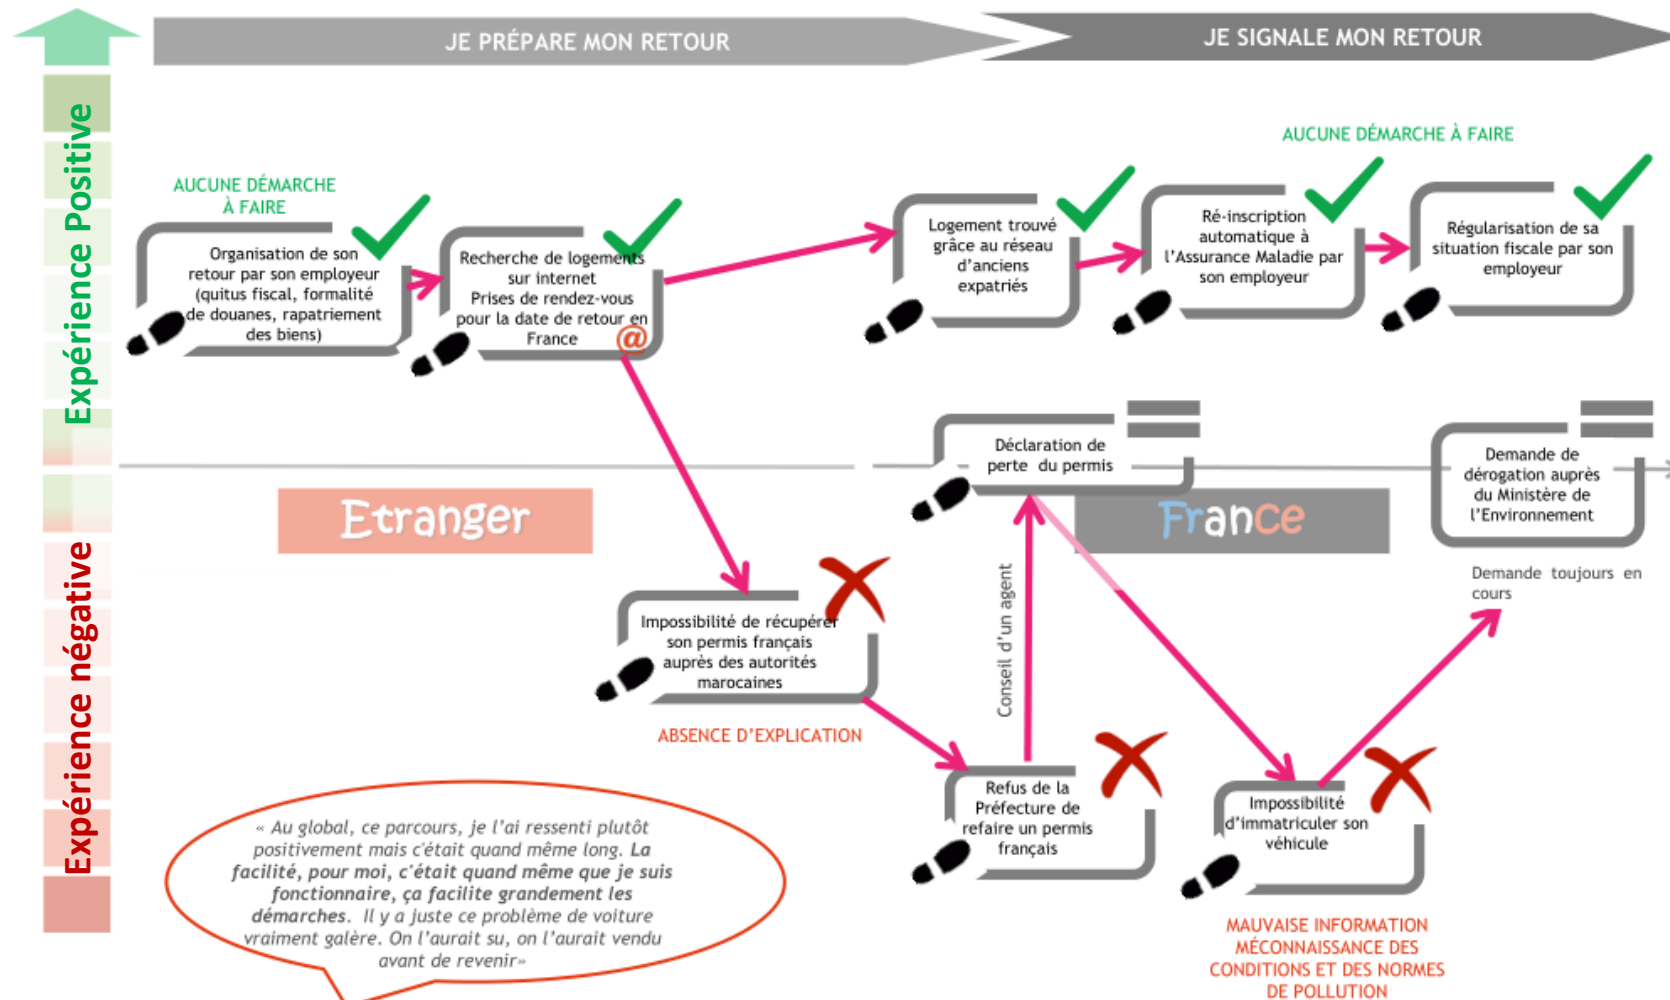 JE PRÉPARE MON RETOUR
JE SIGNALE MON RETOUR
Expérience Positive
Expérience négative
AUCUNE DÉMARCHE
À FAIRE
Organisation de son
retour par son employeur
(quitus fiscal, formalité
de douanes, rapatriement
des biens)
Recherche de logements
sur internet
Prises de rendez-vous
pour la date de retour en
France
@
Logement trouvé
grâce au réseau
d'anciens
expatriés
AUCUNE DÉMARCHE À FAIRE
Ré-inscription
automatique à
l'Assurance Maladie par
son employeur
Régularisation de sa
situation fiscale par son
employeur
Déclaration de
perte du permis
Demande de
dérogation auprès
du Ministère de
l'Environnement
Etranger
France
Demande toujours en
cours
Impossibilité de récupérer
son permis français
auprès des autorités
marocaines
ABSENCE D'EXPLICATION
Conseil d'un agent
Refus de la
Préfecture de
refaire un permis
français
Impossibilité
d'immatriculer son
véhicule
MAUVAISE INFORMATION
MÉCONNAISSANCE DES
CONDITIONS ET DES NORMES
DE POLLUTION
« Au global, ce parcours, je l'ai ressenti plutôt
positivement mais c'était quand même long. La
facilité, pour moi, c'était quand même que je suis
fonctionnaire, ça facilite grandement les
démarches. Il y a juste ce problème de voiture
vraiment galère. On l'aurait su, on l'aurait vendu
avant de revenir»